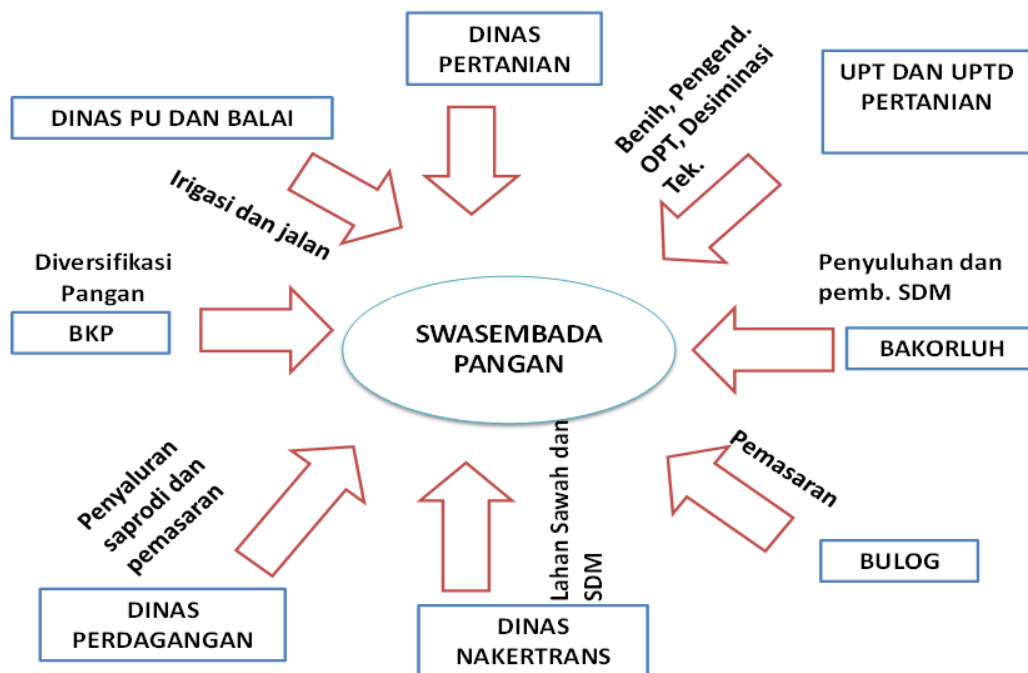 DINAS
PERTANIAN
UPT DAN UPTD
PERTANIAN
Benih, Pengend.
OPT, Desiminasi
Tek.
DINAS PU DAN BALAI
Irigasi dan jalan
Diversifikasi
Pangan
BKP
SWASEMBADA
PANGAN
Penyuluhan dan
pemb. SDM
BAKORLUH
Penyaluran
saprodi dan
pemasaran
DINAS
PERDAGANGAN
Lahan Sawah dan
SDM
DINAS
NAKERTRANS
Pemasaran
BULOG